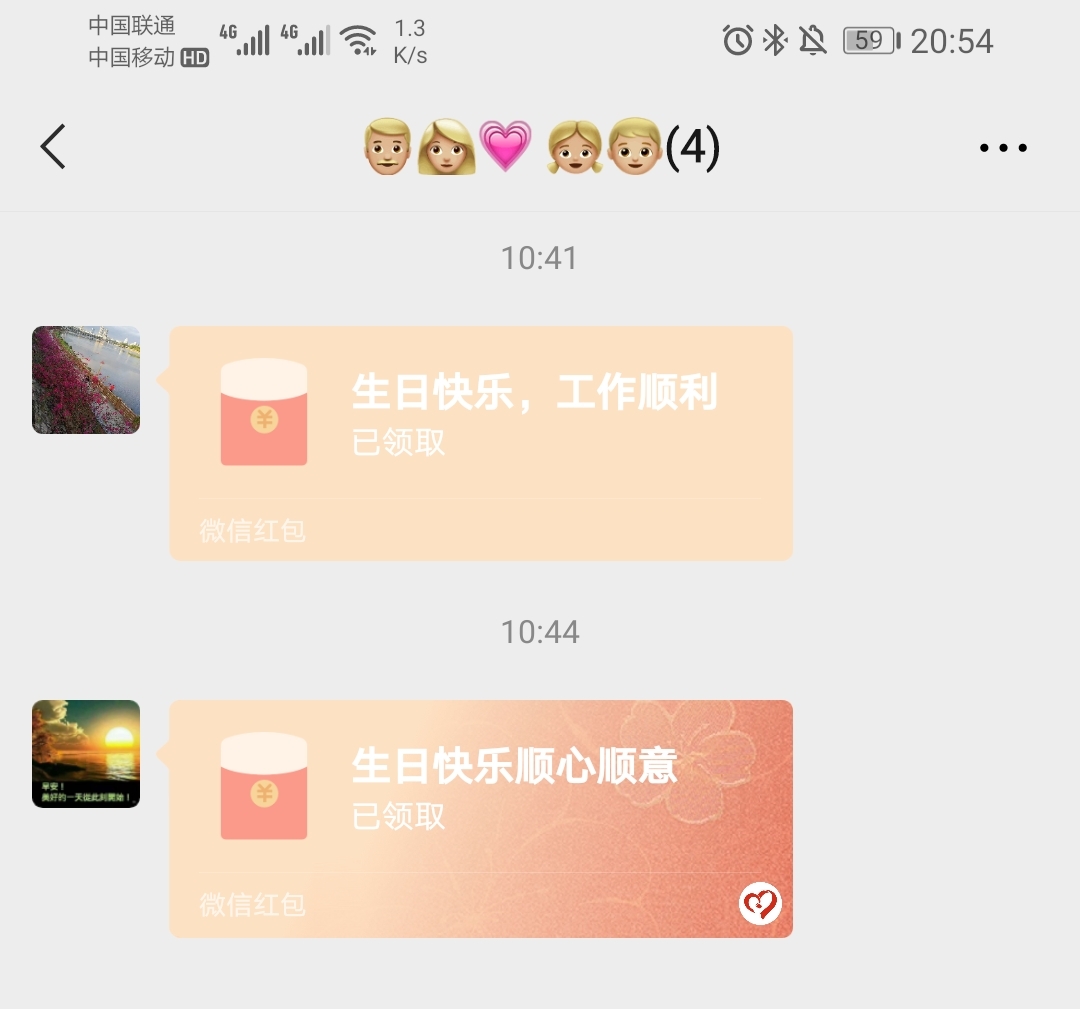 中国联通
中国移动 HD
4G 4G
1.3
K/s
59 20:54
(4)
10:41
生日快乐，工作顺利
已领取
微信红包
10:44
早安！
美好的一天從此刻開始！
生日快乐顺心顺意
已领取
微信红包